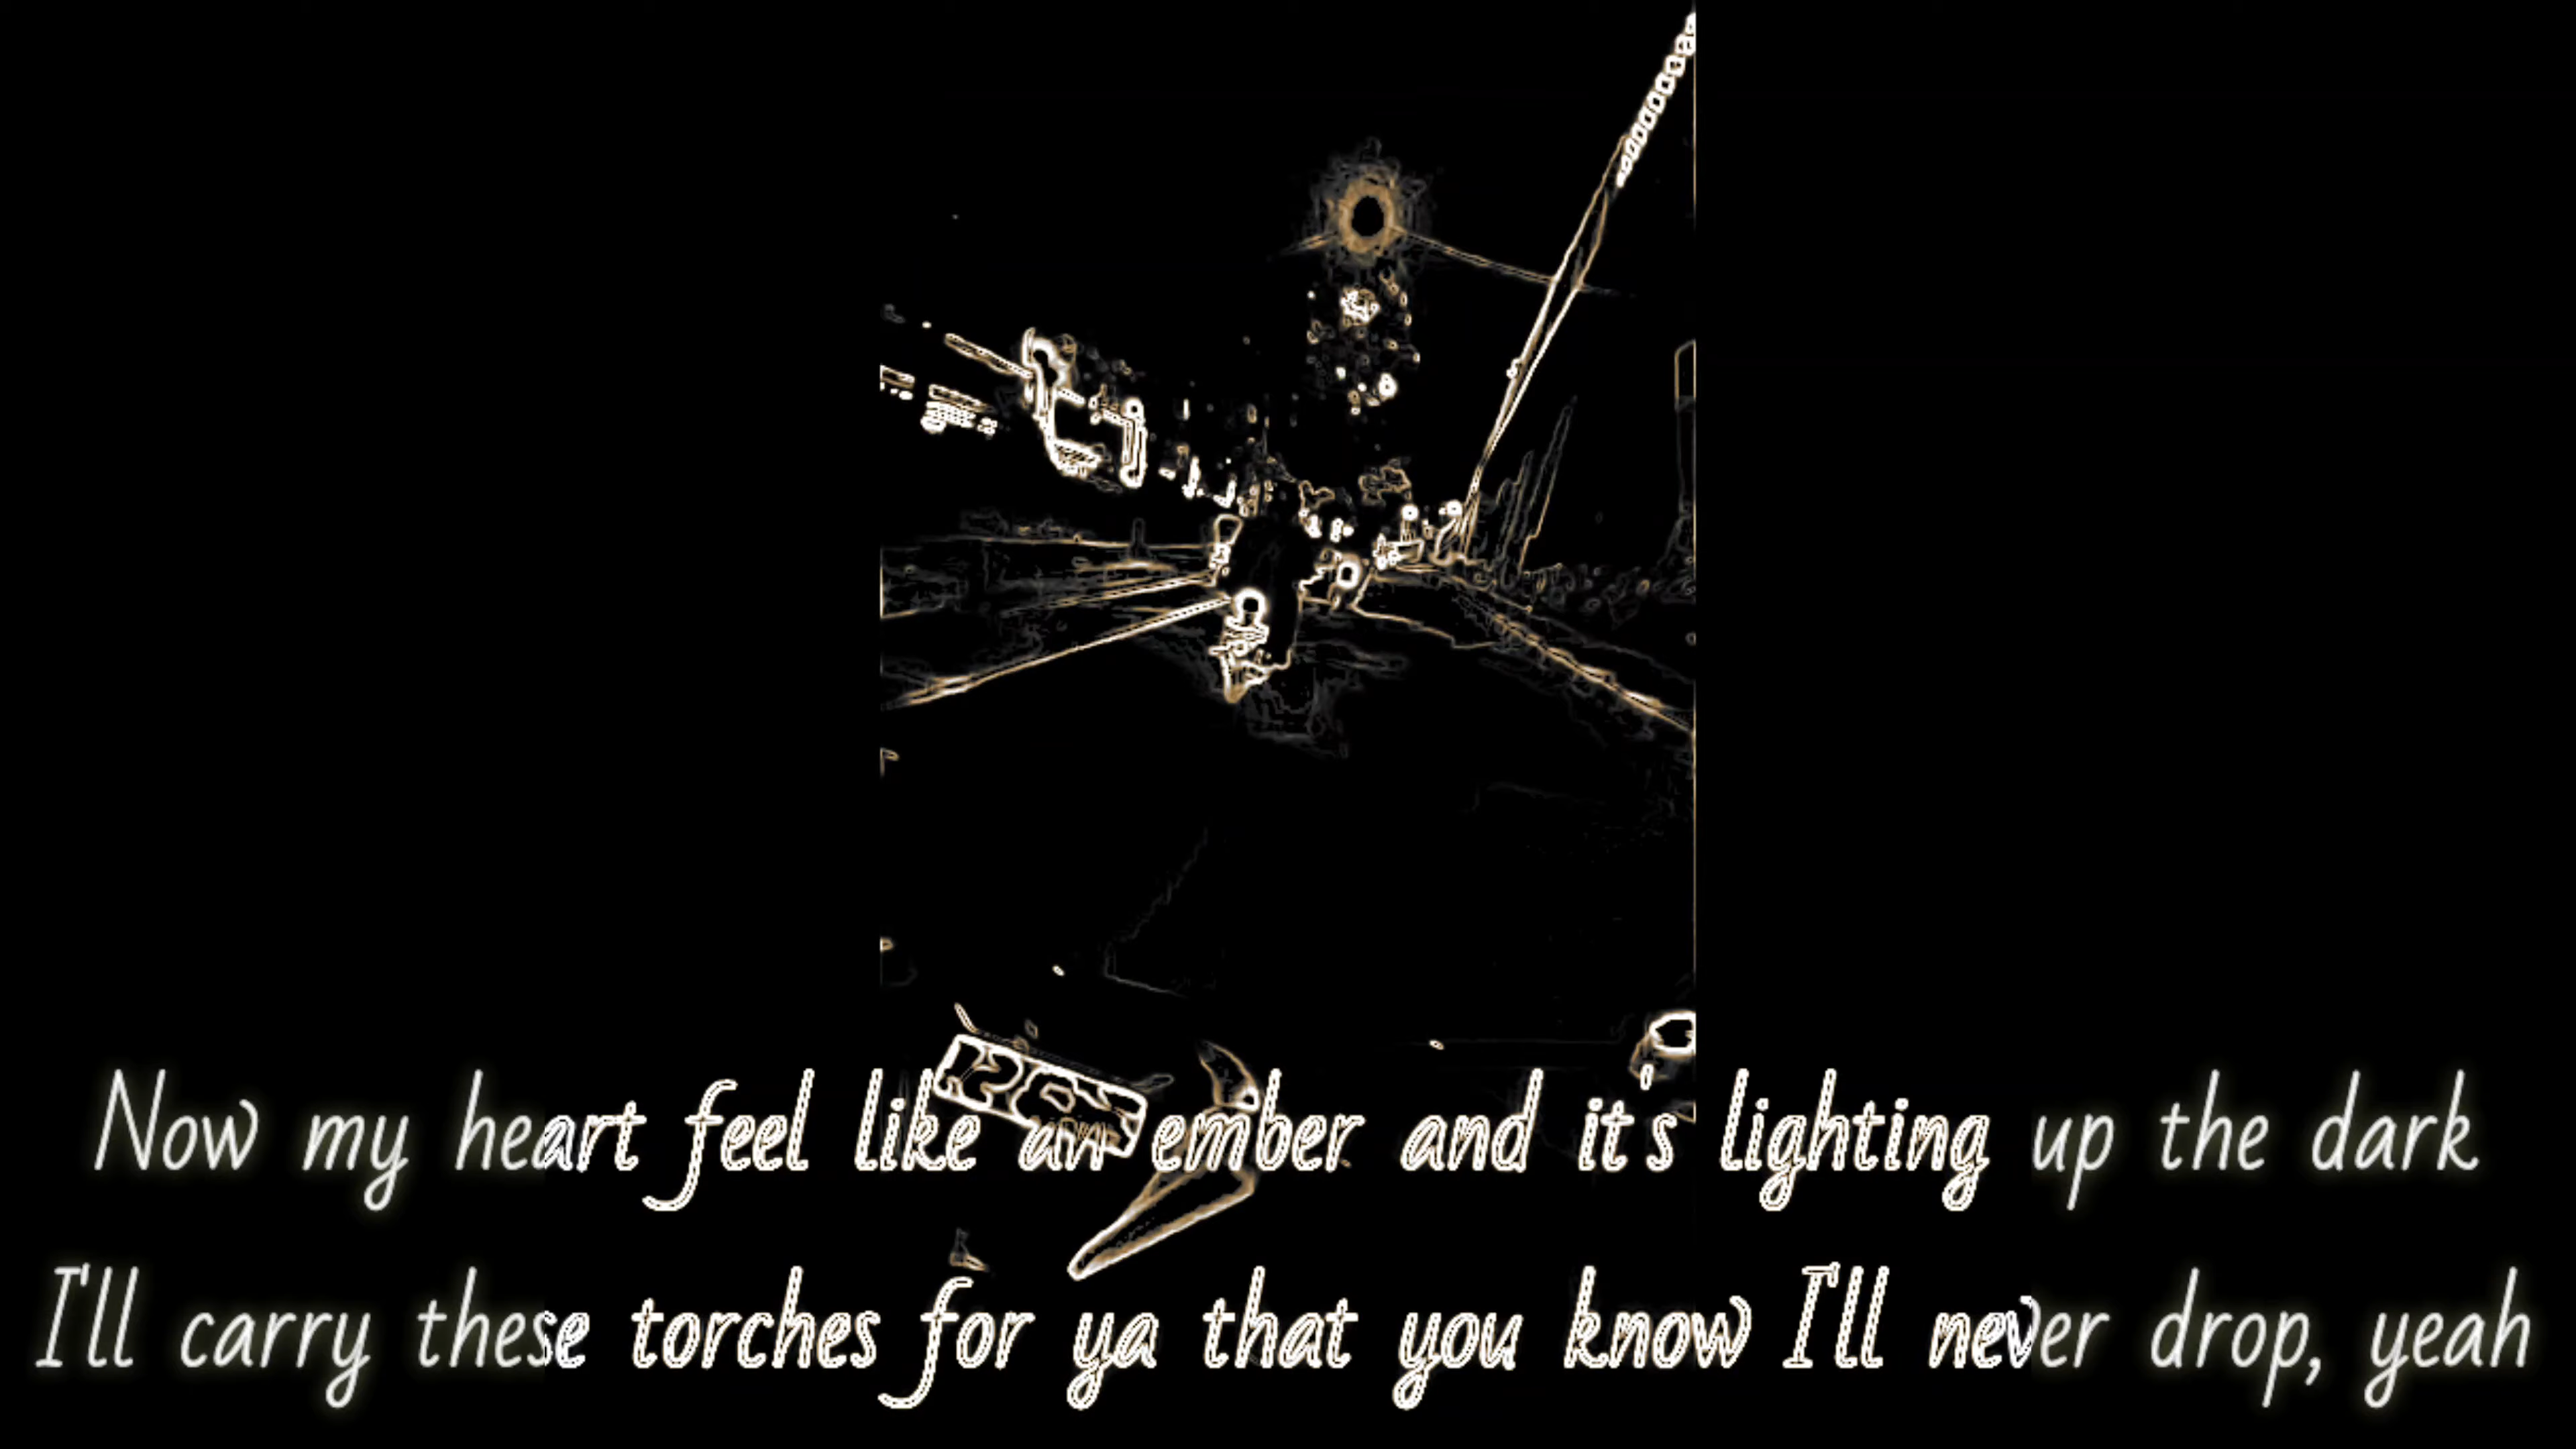 Now my heart feel like an ember and it's lighting up the dark
I'll carry these torches for ya that you know I'll never drop, yeah